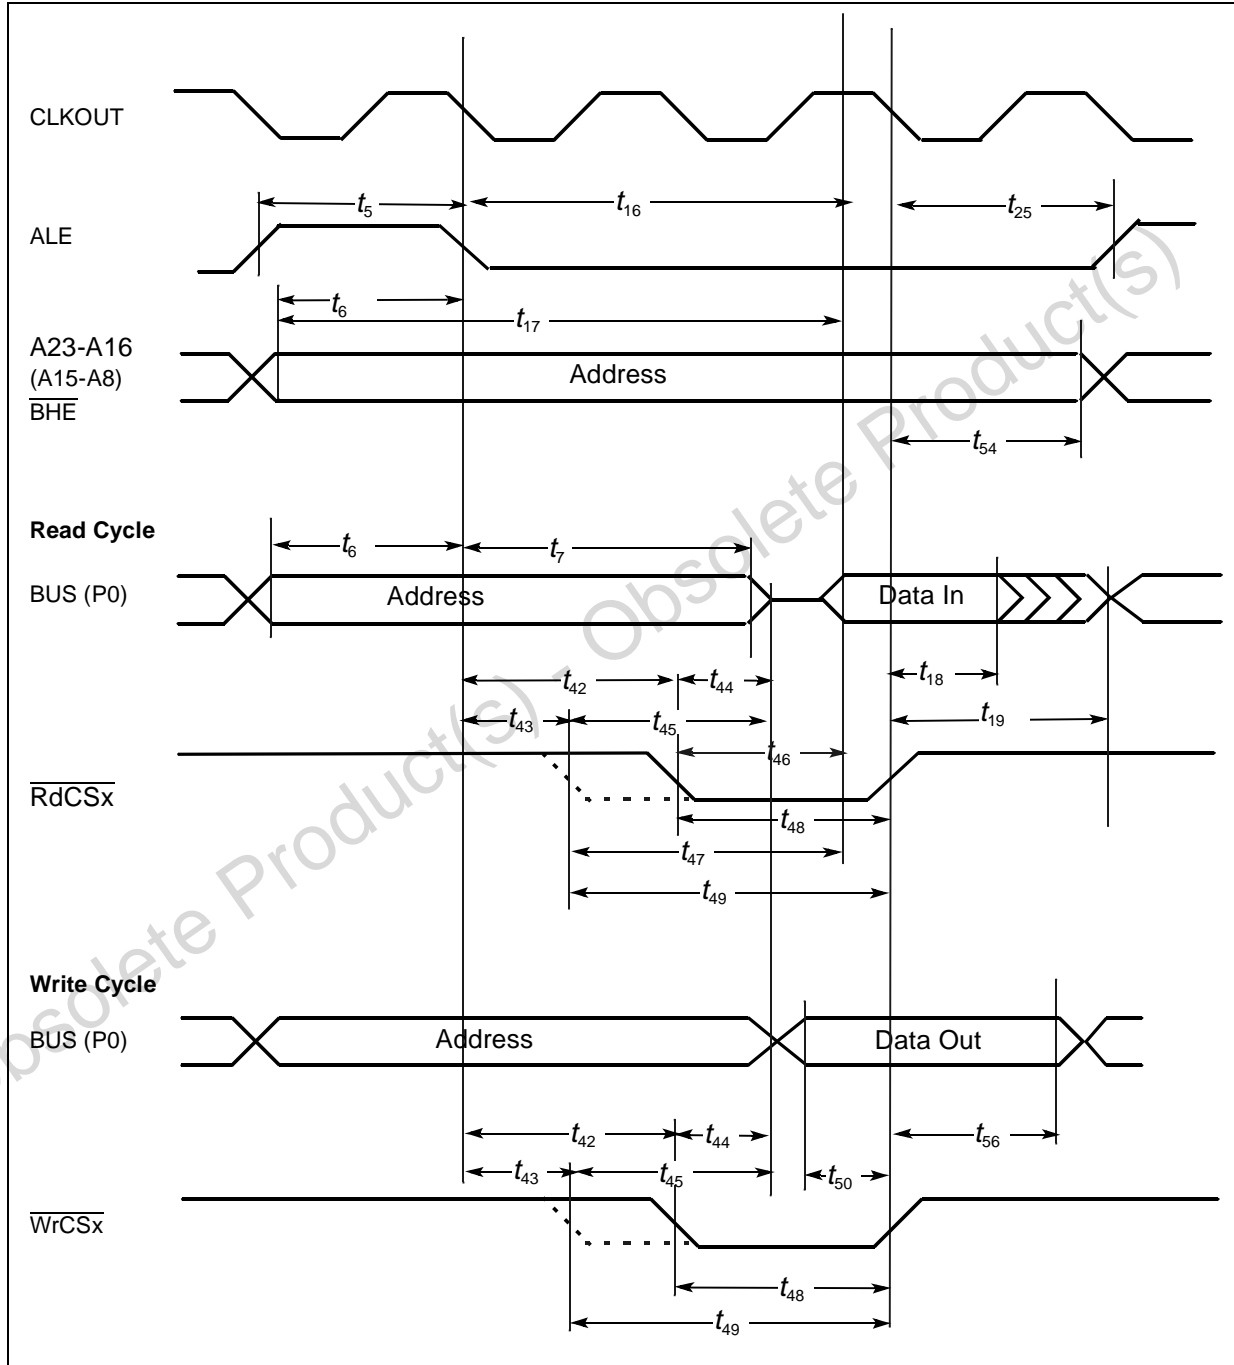 CLKOUT
t5 t16 t25
ALE
t6
t17
A23-A16
(A15-A8)
BHE
Address
t54
Read Cycle
t6 t7
BUS (P0) Address Data In
t18
t42 t44
t19
t43 t45
t46
RdCSx
t48
t47
t49
Write Cycle
BUS (P0) Address Data Out
t42 t44 t56
t43 t45 t50
WrCSx
t48
t49
Obsolete Product(s) - Obsolete Product(s)